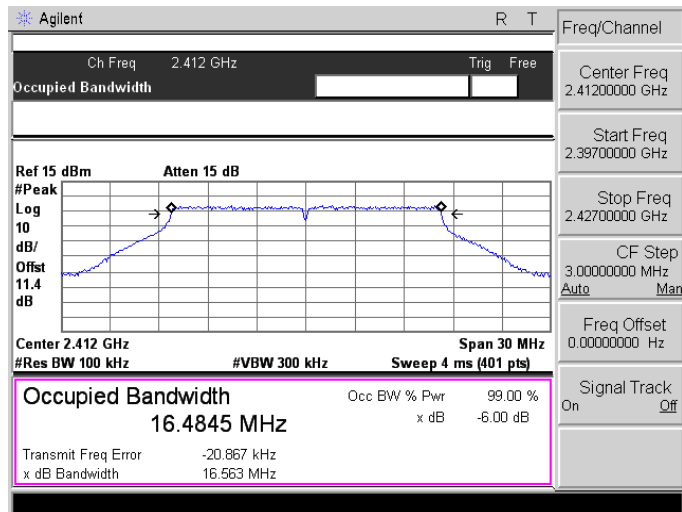 Agilent R T
Ch Freq 2.412 GHz Trig Free
Occupied Bandwidth
Ref 15 dBm Atten 15 dB
#Peak
Log
10
dB/
Offst
11.4
dB
Center 2.412 GHz Span 30 MHz
#Res BW 100 kHz #VBW 300 kHz Sweep 4 ms (401 pts)
Occupied Bandwidth
16.4845 MHz
Occ BW % Pwr 99.00 %
x dB -6.00 dB
Transmit Freq Error -20.867 kHz
x dB Bandwidth 16.563 MHz
Freq/Channel
Center Freq
2.41200000 GHz
Start Freq
2.39700000 GHz
Stop Freq
2.42700000 GHz
CF Step
3.00000000 MHz
Auto Man
Freq Offset
0.00000000 Hz
Signal Track
On Off